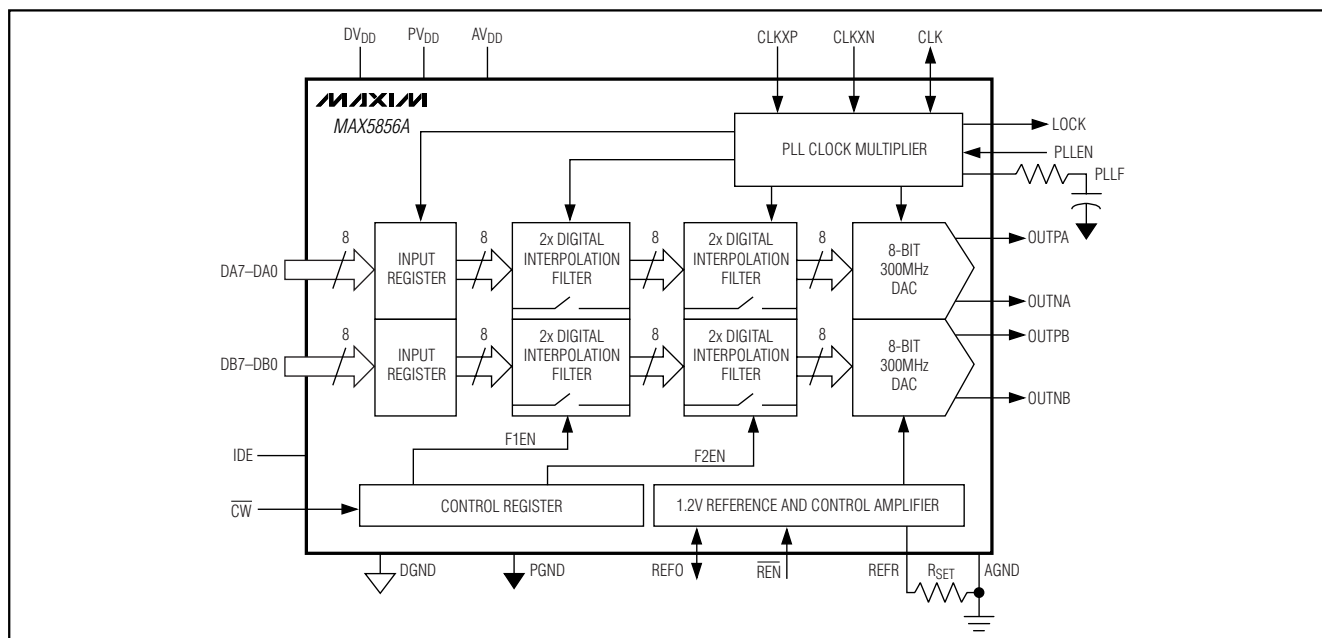 DVDD PVDD AVDD CLKXP CLKXN CLK
MAXIM
MAX5856A
PLL CLOCK MULTIPLIER
LOCK
PLLEN
PLLF
DA7–DA0
8
INPUT
REGISTER
8
2x DIGITAL
INTERPOLATION
FILTER
8
2x DIGITAL
INTERPOLATION
FILTER
8
8-BIT
300MHz
DAC
OUTPA
OUTNA
DB7–DB0
8
INPUT
REGISTER
8
2x DIGITAL
INTERPOLATION
FILTER
8
2x DIGITAL
INTERPOLATION
FILTER
8
8-BIT
300MHz
DAC
OUTPB
OUTNB
F1EN
F2EN
IDE
CW
CONTROL REGISTER
1.2V REFERENCE AND CONTROL AMPLIFIER
DGND
PGND
REFO
REN
REFR
RSET
AGND